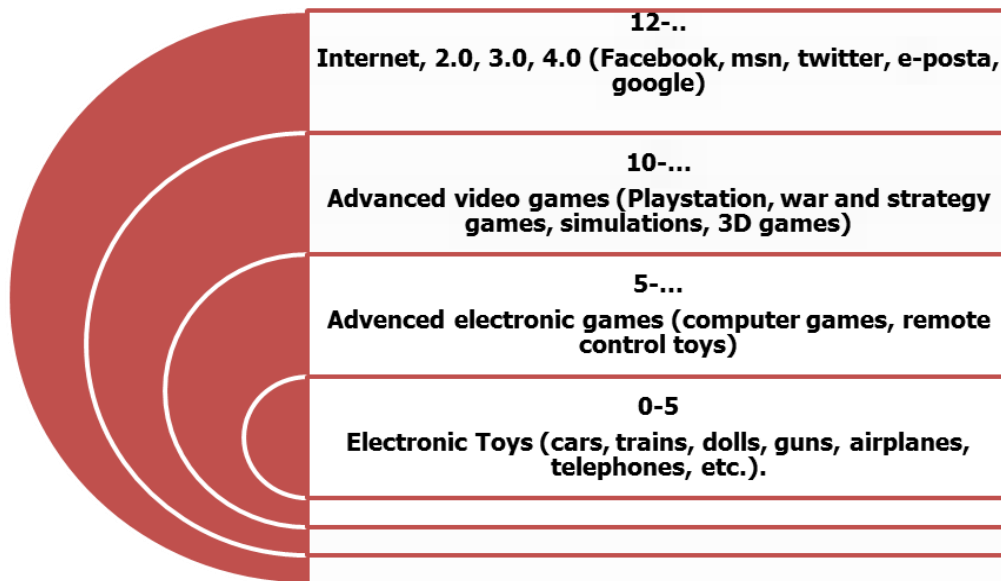 12-..
Internet, 2.0, 3.0, 4.0 (Facebook, msn, twitter, e-posta,
google)
10-...
Advanced video games (Playstation, war and strategy
games, simulations, 3D games)
5-...
Advenced electronic games (computer games, remote
control toys)
0-5
Electronic Toys (cars, trains, dolls, guns, airplanes,
telephones, etc.).